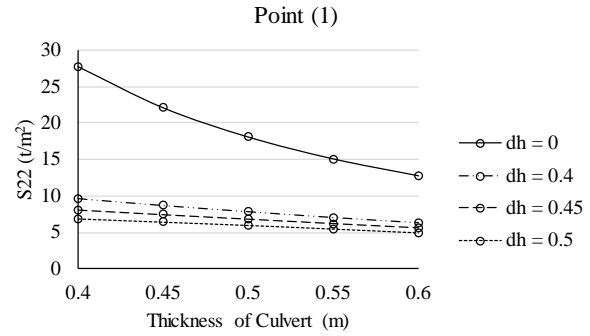 Point (1)
30
25
20
15
10
5
0
S22 (t/m²)
0.4 0.45 0.5 0.55 0.6
Thickness of Culvert (m)
dh = 0
dh = 0.4
dh = 0.45
dh = 0.5